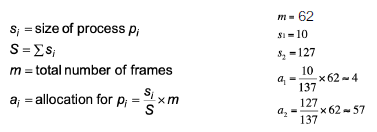 sᵢ = size of process pᵢ
S = ∑ sᵢ
m = total number of frames
aᵢ = allocation for pᵢ = sᵢ/S × m
m = 62
s₁ = 10
s₂ = 127
a₁ = 10/137 × 62 ≈ 4
a₂ = 127/137 × 62 ≈ 57